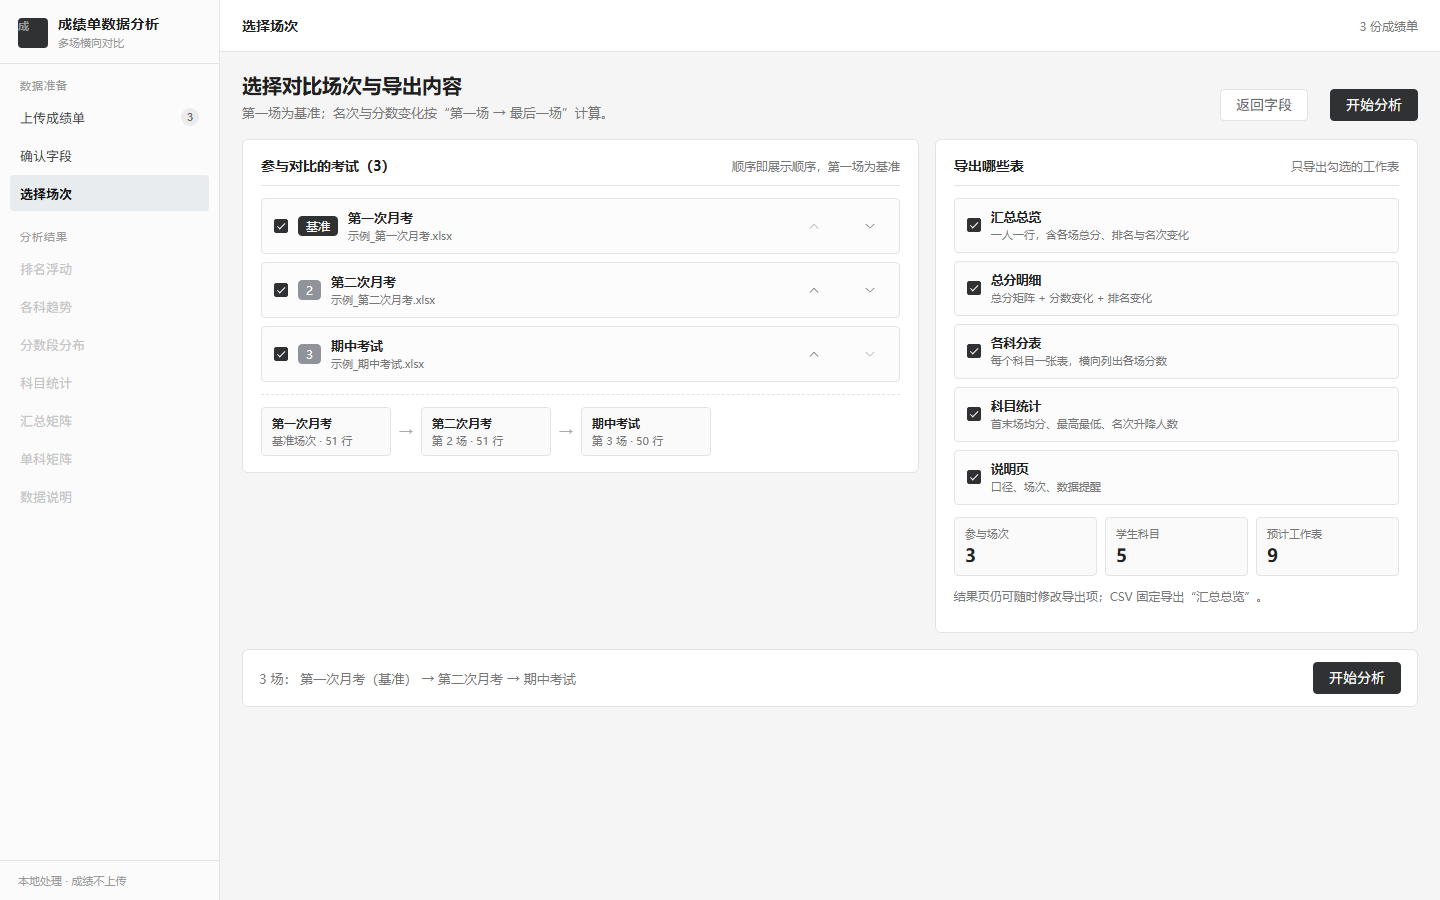 成
成绩单数据分析
多场横向对比
数据准备
上传成绩单 3
确认字段
选择场次
分析结果
排名浮动
各科趋势
分数段分布
科目统计
汇总矩阵
单科矩阵
数据说明
本地处理 · 成绩不上传
选择场次
3 份成绩单
选择对比场次与导出内容
第一场为基准；名次与分数变化按“第一场 → 最后一场”计算。
返回字段
开始分析
参与对比的考试（3）
顺序即展示顺序，第一场为基准
基准
第一次月考
示例_第一次月考.xlsx
2
第二次月考
示例_第二次月考.xlsx
3
期中考试
示例_期中考试.xlsx
第一次月考
基准场次 · 51 行
→
第二次月考
第 2 场 · 51 行
→
期中考试
第 3 场 · 50 行
导出哪些表
只导出勾选的工作表
汇总总览
一人一行，含各场总分、排名与名次变化
总分明细
总分矩阵 + 分数变化 + 排名变化
各科分表
每个科目一张表，横向列出各场分数
科目统计
首末场均分、最高最低、名次升降人数
说明页
口径、场次、数据提醒
参与场次
3
学生科目
5
预计工作表
9
结果页仍可随时修改导出项；CSV 固定导出“汇总总览”。
3 场： 第一次月考（基准） → 第二次月考 → 期中考试
开始分析